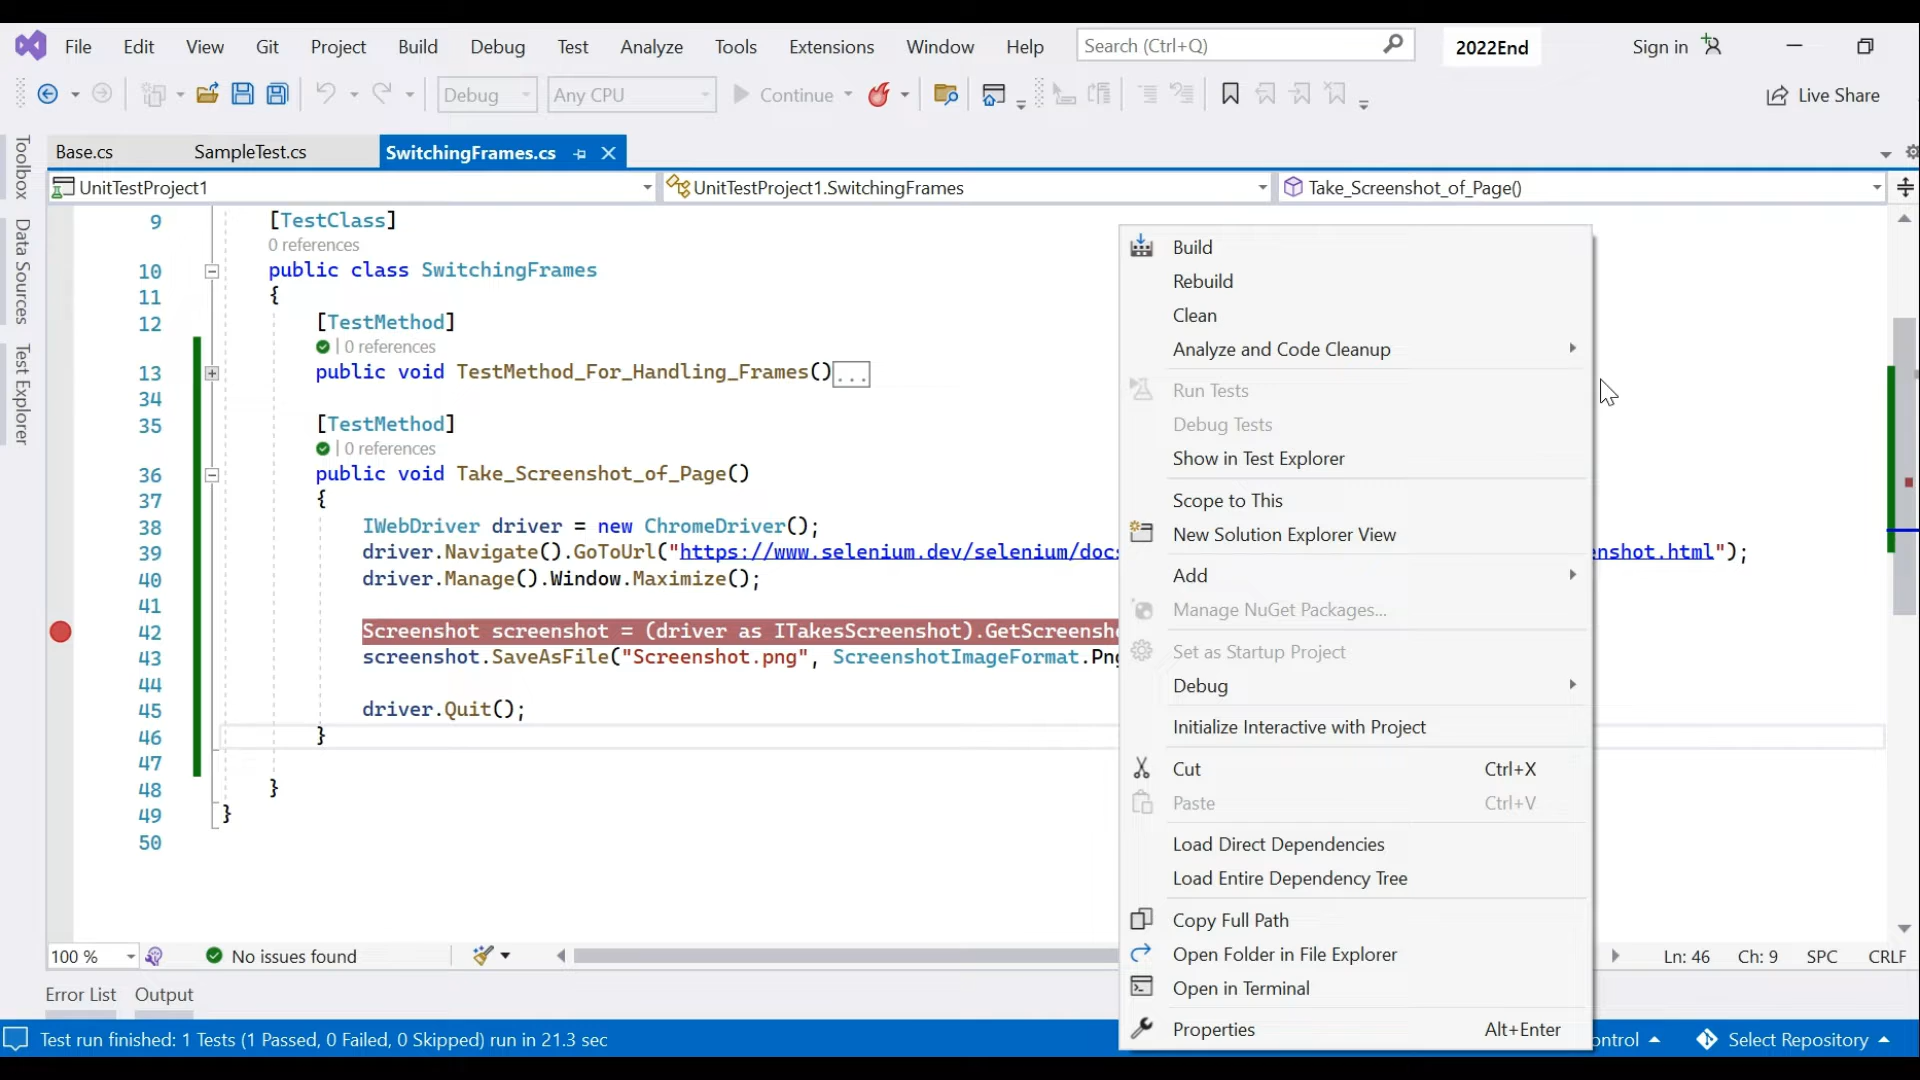 File Edit View Git Project Build Debug Test Analyze Tools Extensions Window Help Search (Ctrl+Q) 2022End Sign in
Debug Any CPU Continue Live Share
Toolbox
Data Sources
Test Explorer
Base.cs SampleTest.cs SwitchingFrames.cs
UnitTestProject1 UnitTestProject1.SwitchingFrames Take_Screenshot_of_Page()
9 [TestClass]
0 references
10 public class SwitchingFrames
11 {
12 [TestMethod]
0 references
13 public void TestMethod_For_Handling_Frames()...
34
35 [TestMethod]
0 references
36 public void Take_Screenshot_of_Page()
37 {
38 IWebDriver driver = new ChromeDriver();
39 driver.Navigate().GoToUrl("https://www.selenium.dev/selenium/docs nshot.html");
40 driver.Manage().Window.Maximize();
41
42 Screenshot screenshot = (driver as ITakesScreenshot).GetScreensh
43 screenshot.SaveAsFile("Screenshot.png", ScreenshotImageFormat.Png
44
45 driver.Quit();
46 }
47
48 }
49 }
50
Build
Rebuild
Clean
Analyze and Code Cleanup
Run Tests
Debug Tests
Show in Test Explorer
Scope to This
New Solution Explorer View
Add
Manage NuGet Packages...
Set as Startup Project
Debug
Initialize Interactive with Project
Cut Ctrl+X
Paste Ctrl+V
Load Direct Dependencies
Load Entire Dependency Tree
Copy Full Path
Open Folder in File Explorer
Open in Terminal
Properties Alt+Enter
100 % No issues found Ln: 46 Ch: 9 SPC CRLF
Error List Output
Test run finished: 1 Tests (1 Passed, 0 Failed, 0 Skipped) run in 21.3 sec ontrol Select Repository